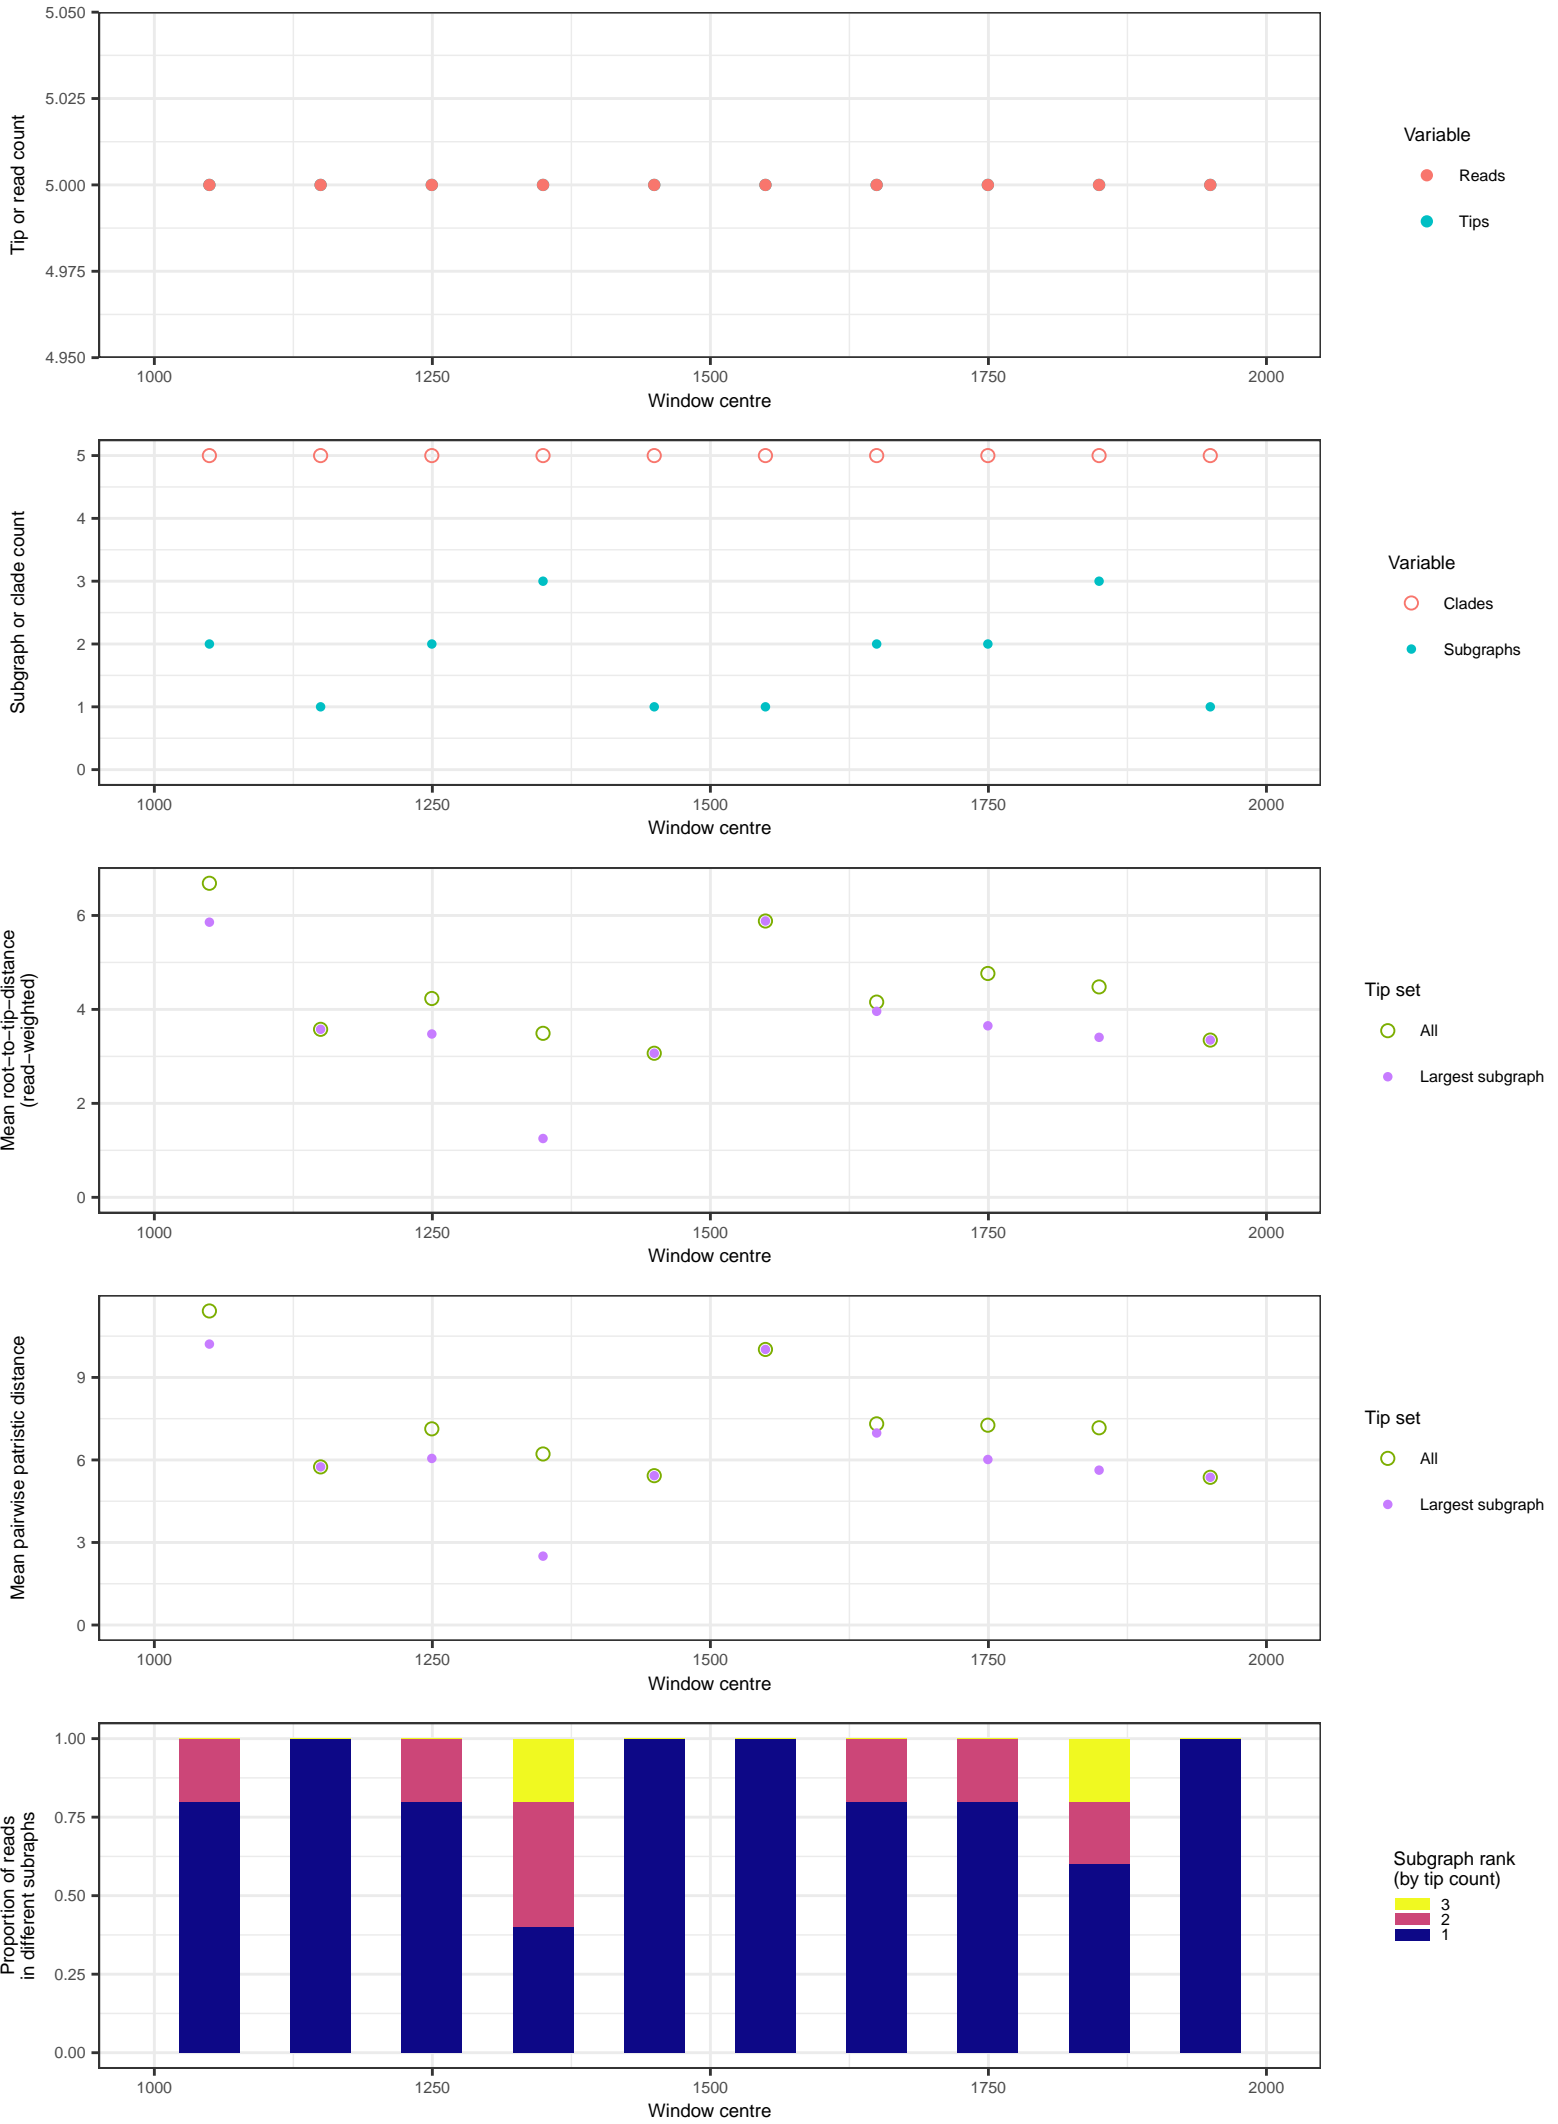 5.050
5.025
5.000
4.975
4.950
Tip or read count
1000 1250 1500 1750 2000
Window centre
Variable
Reads
Tips
5
4
3
2
1
0
Subgraph or clade count
1000 1250 1500 1750 2000
Window centre
Variable
Clades
Subgraphs
6
4
2
0
Mean root−to−tip−distance
(read−weighted)
1000 1250 1500 1750 2000
Window centre
Tip set
All
Largest subgraph
9
6
3
0
Mean pairwise patristic distance
1000 1250 1500 1750 2000
Window centre
Tip set
All
Largest subgraph
1.00
0.75
0.50
0.25
0.00
Proportion of reads
in different subraphs
1000 1250 1500 1750 2000
Window centre
Subgraph rank
(by tip count)
3
2
1